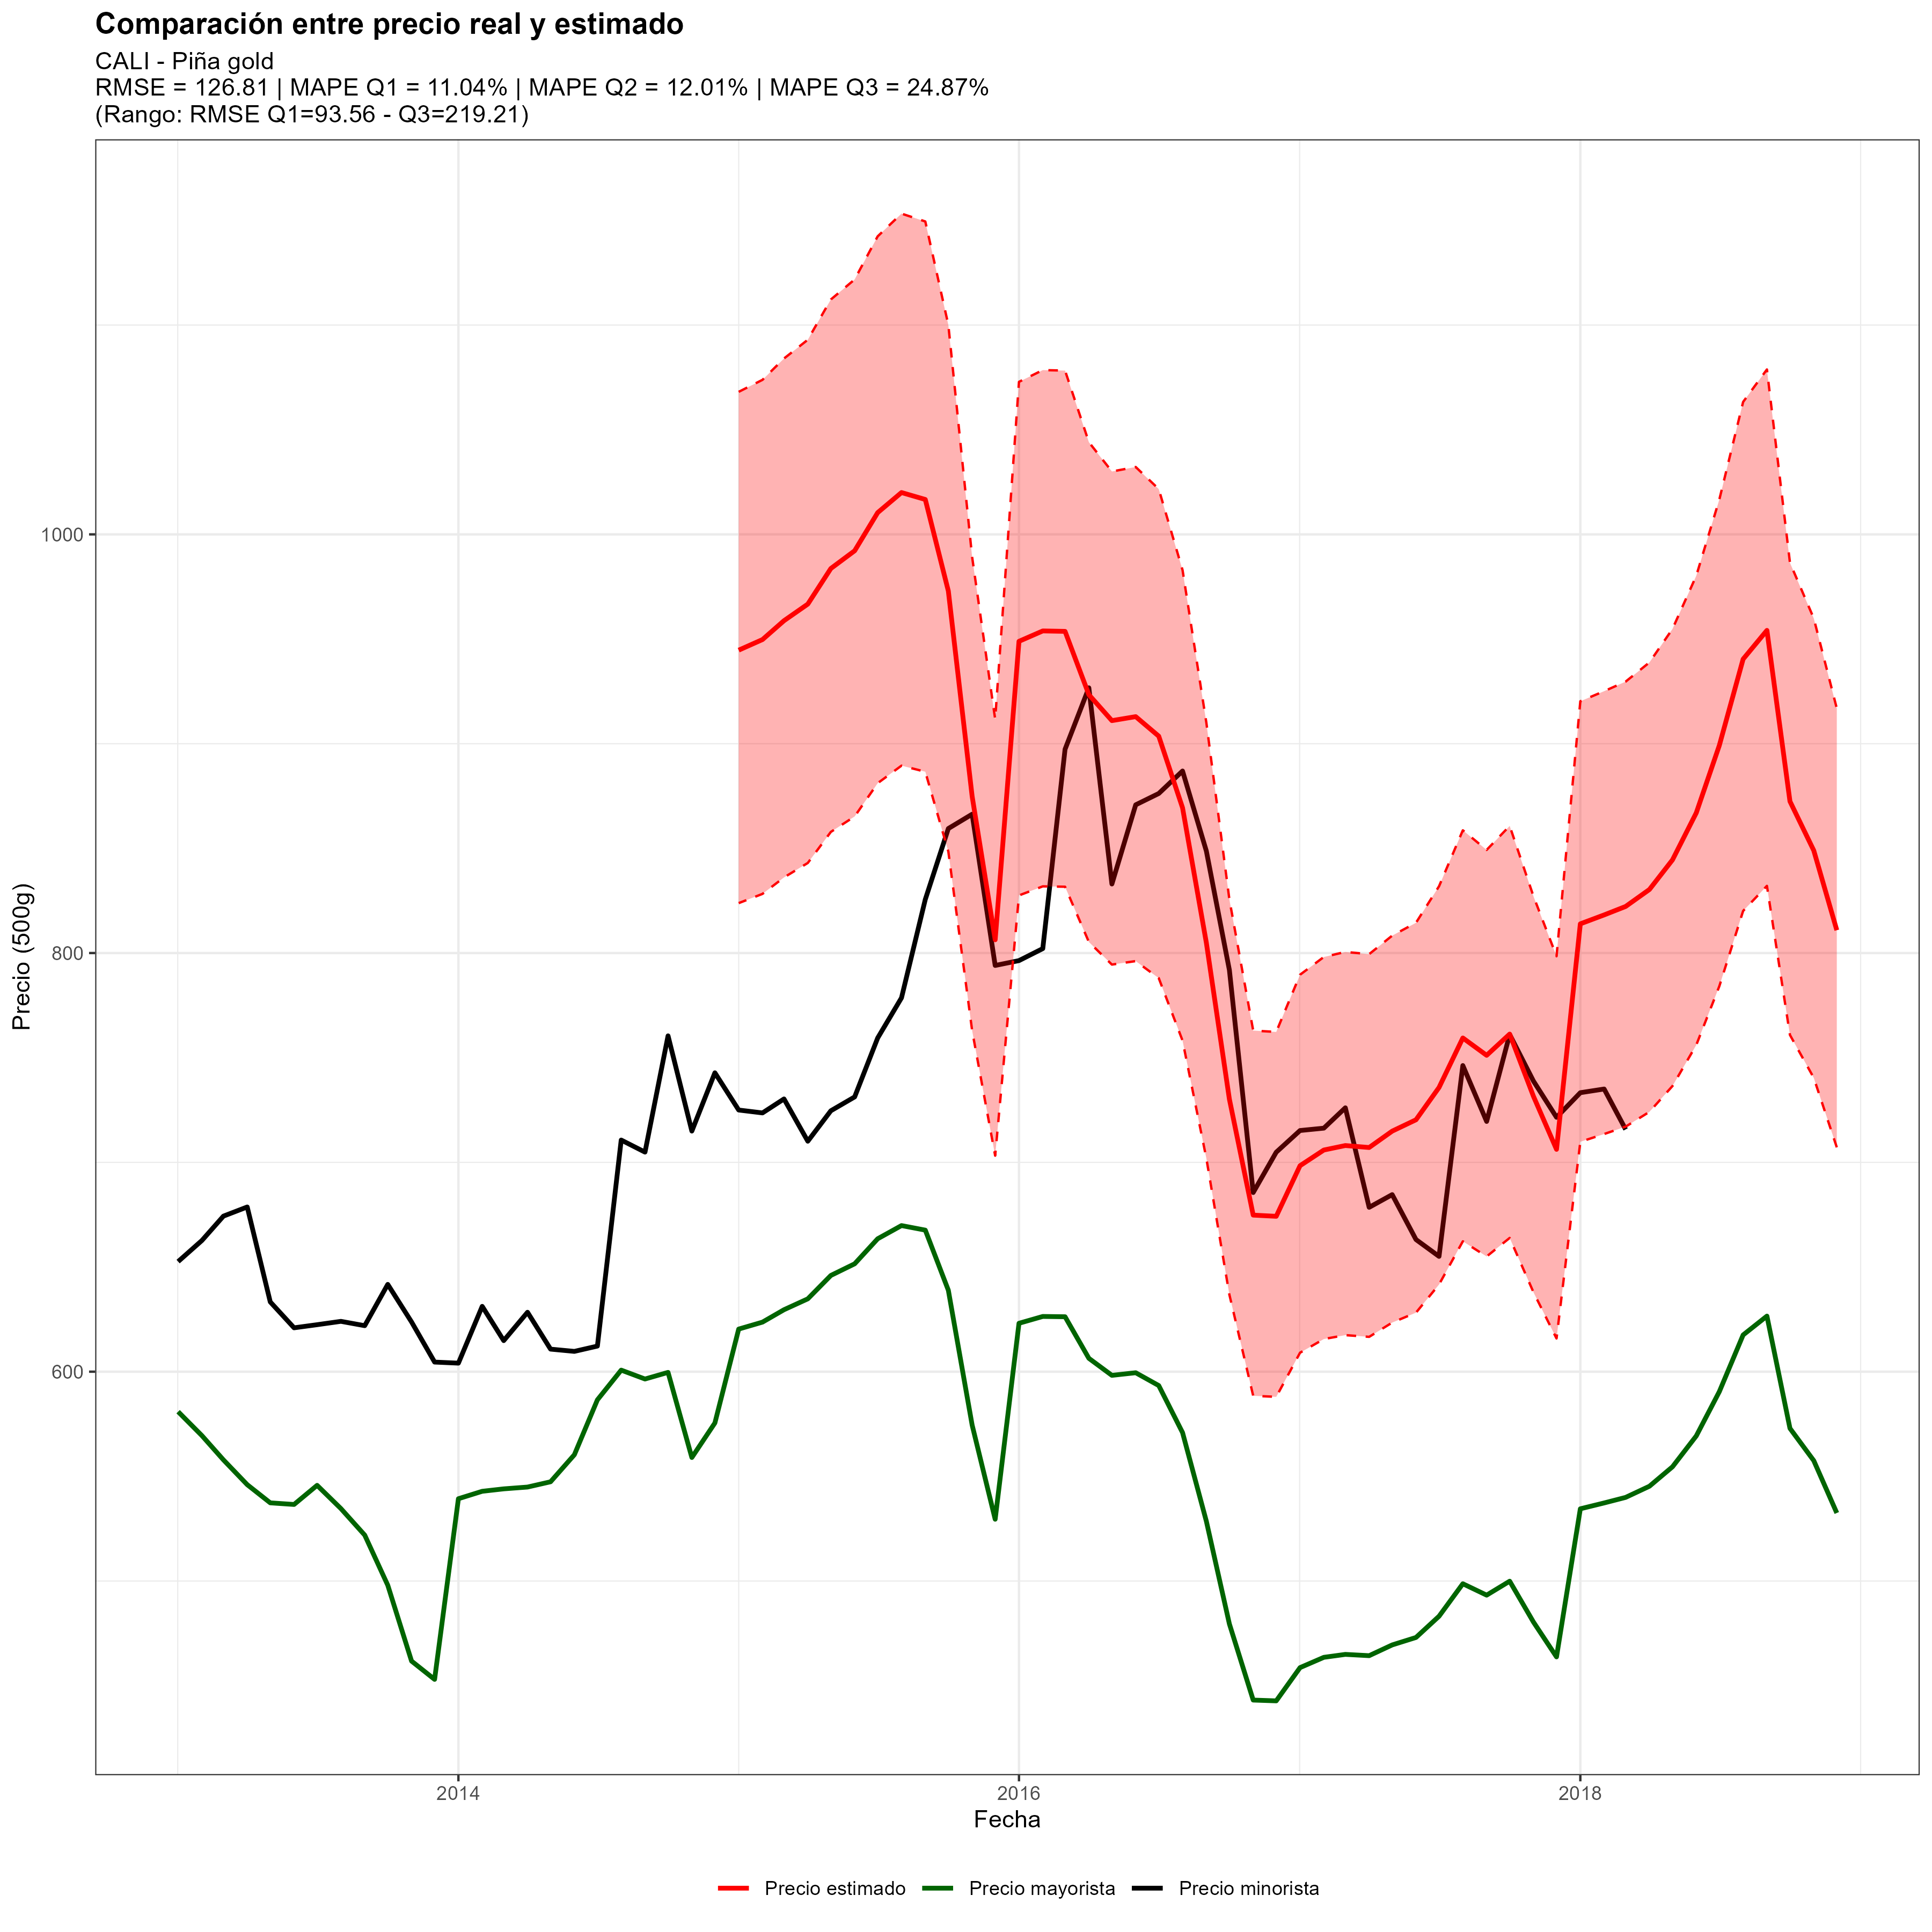 Comparación entre precio real y estimado
CALI - Piña gold
RMSE = 126.81 | MAPE Q1 = 11.04% | MAPE Q2 = 12.01% | MAPE Q3 = 24.87%
(Rango: RMSE Q1=93.56 - Q3=219.21)
Precio (500g)
1000
800
600
2014
2016
2018
Fecha
Precio estimado
Precio mayorista
Precio minorista